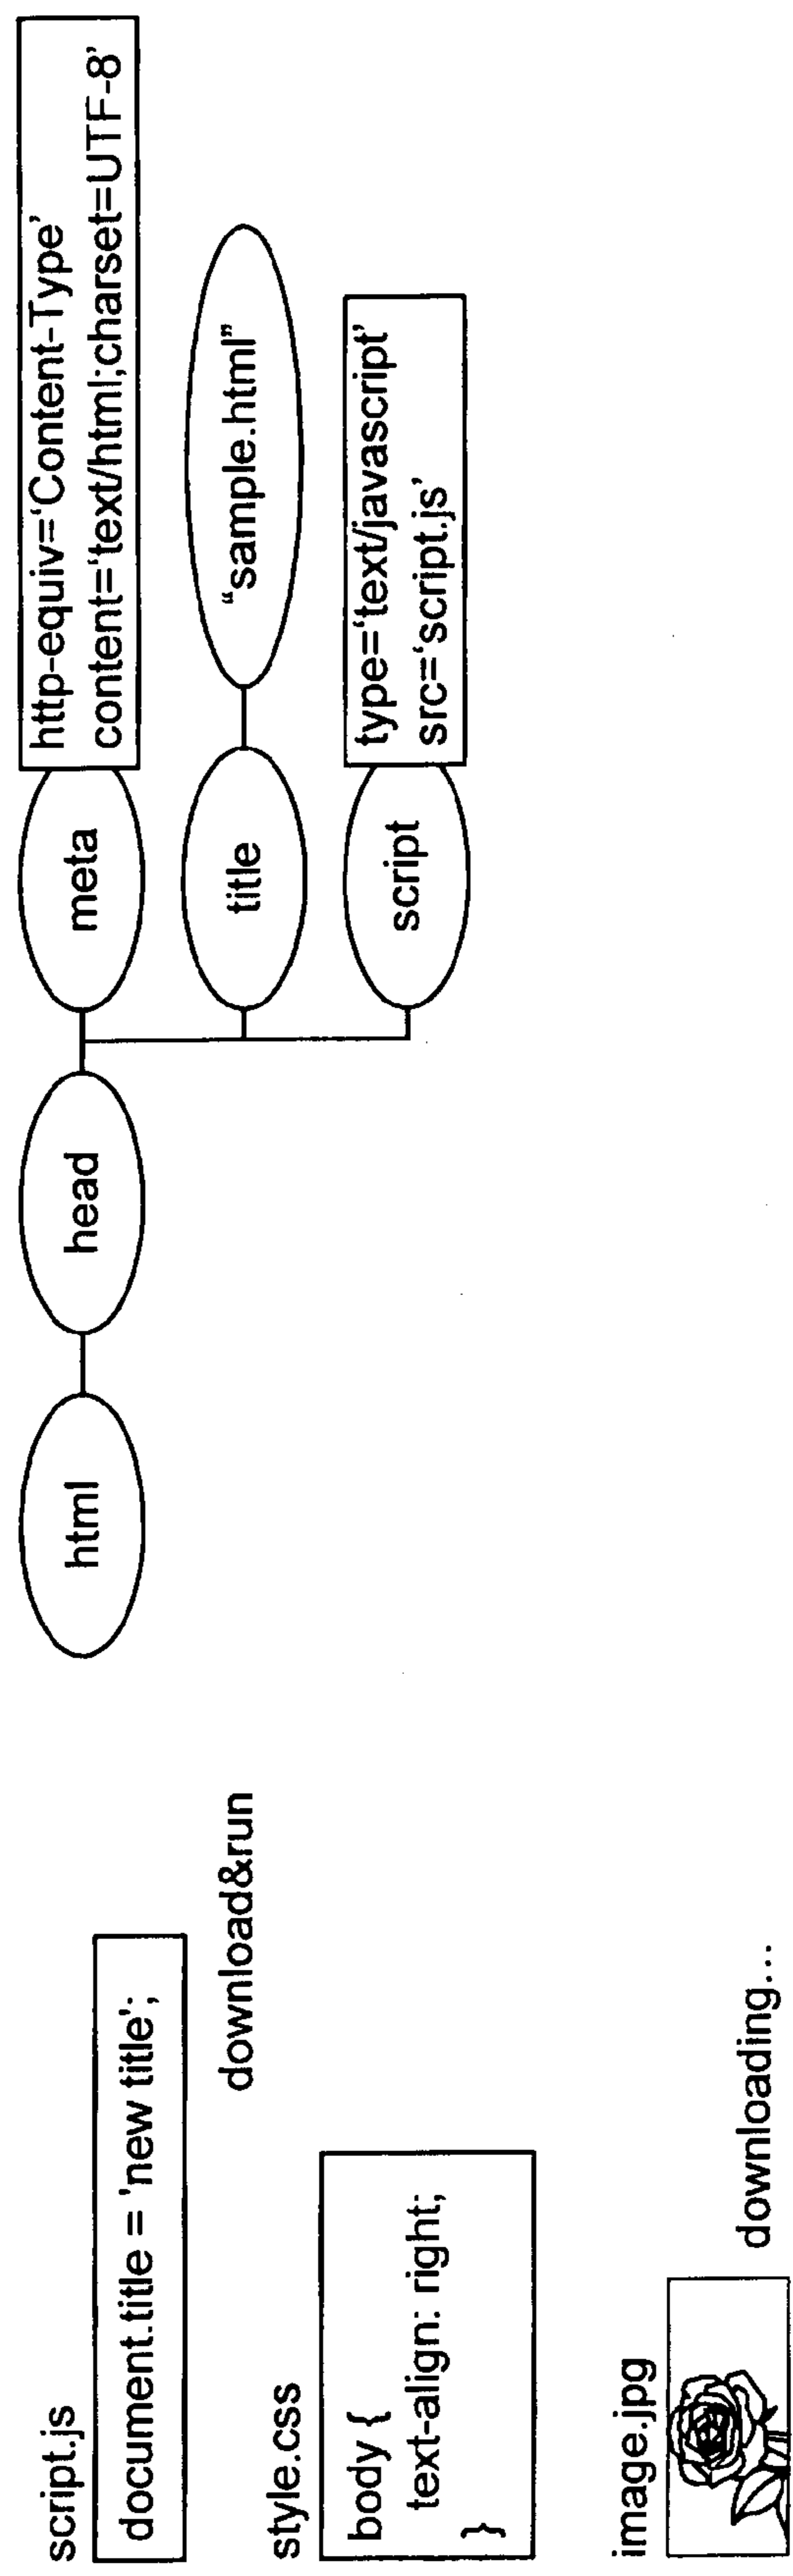 script.js
document.title = 'new title';
download&run
style.css
body {
text-align: right;
}
image.jpg
downloading...
html
head
meta
http-equiv=‘Content-Type’
content=‘text/html;charset=UTF-8’
title
“sample.html”
script
type=‘text/javascript’
src=‘script.js’